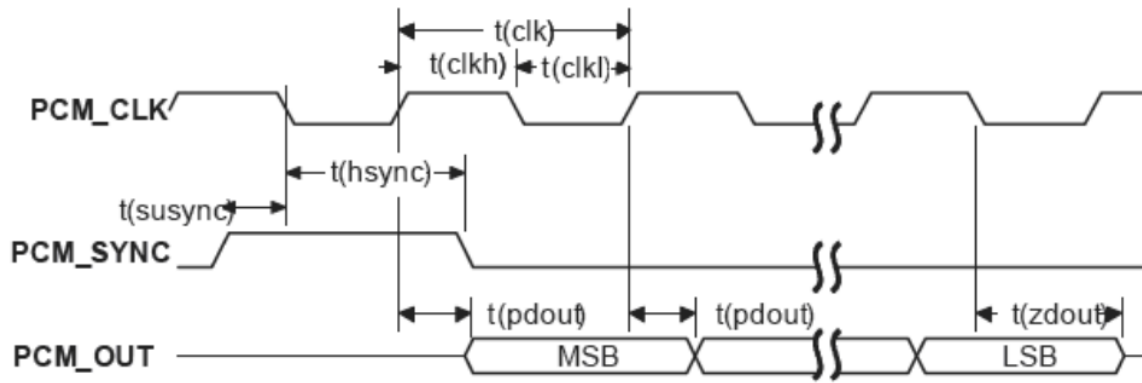 t(clk)
t(clkh) t(clkl)
PCM_CLK
t(hsync)
t(susync)
PCM_SYNC
t(pdout) t(pdout) t(zdout)
PCM_OUT MSB LSB